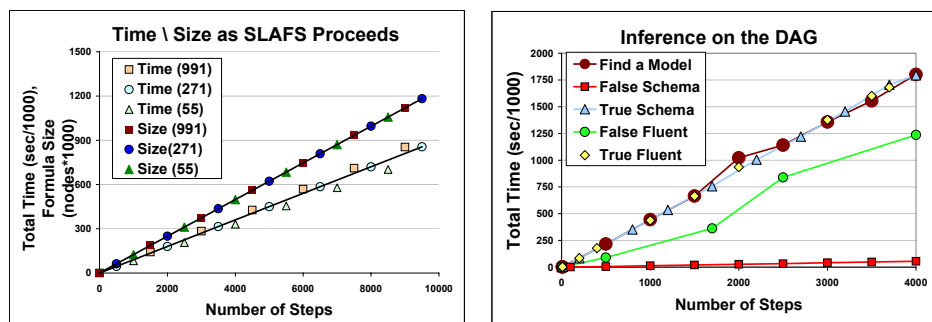 Time \ Size as SLAFS Proceeds
Total Time (sec/1000),
Formula Size
(nodes*1000)
1500
1200
900
600
300
0
Time (991)
Time (271)
Time (55)
Size (991)
Size(271)
Size (55)
0 2000 4000 6000 8000 10000
Number of Steps
Inference on the DAG
Total Time (sec/1000)
2000
1750
1500
1250
1000
750
500
250
0
Find a Model
False Schema
True Schema
False Fluent
True Fluent
0 1000 2000 3000 4000
Number of Steps